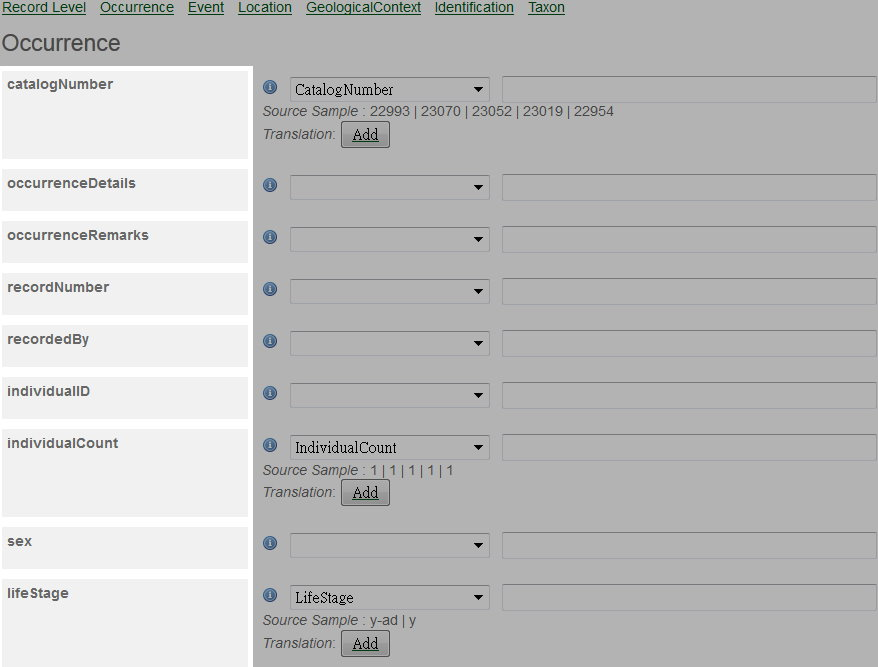 Record Level Occurrence Event Location GeologicalContext Identification Taxon
Occurrence
catalogNumber CatalogNumber
Source Sample : 22993 | 23070 | 23052 | 23019 | 22954
Translation: Add
occurrenceDetails
occurrenceRemarks
recordNumber
recordedBy
individualID
individualCount IndividualCount
Source Sample : 1 | 1 | 1 | 1 | 1
Translation: Add
sex
lifeStage LifeStage
Source Sample : y-ad | y
Translation: Add